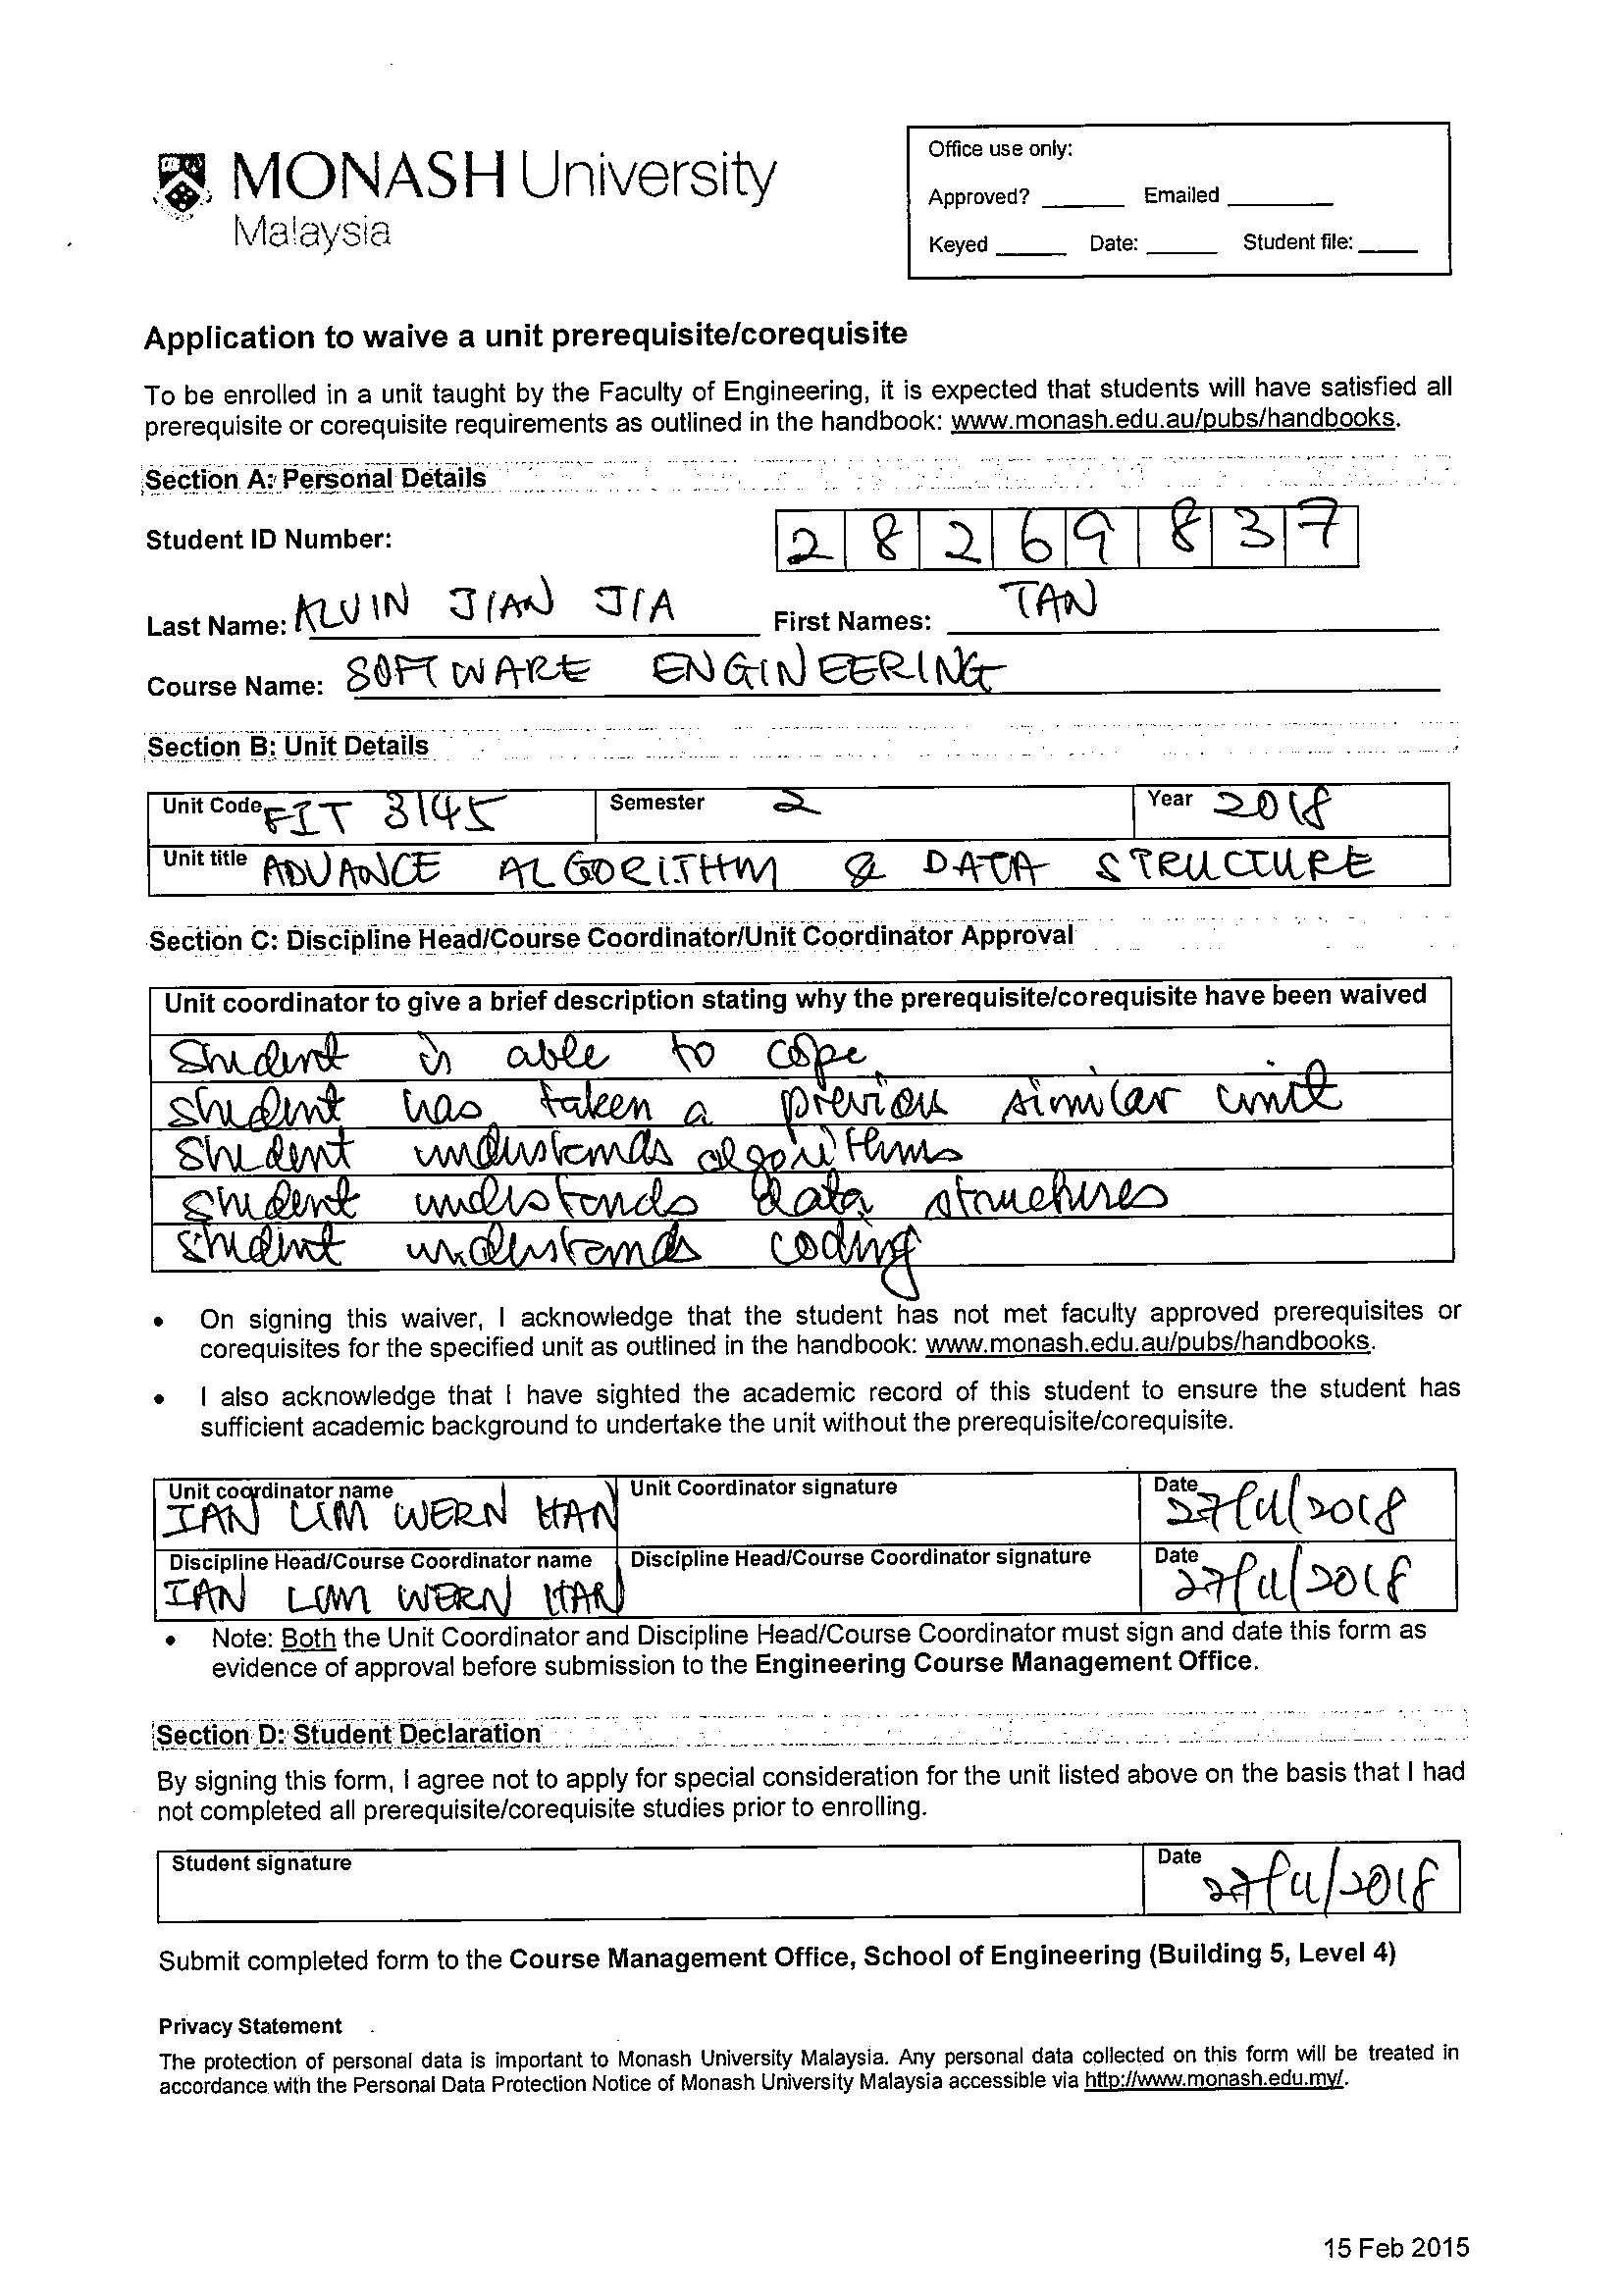 MONASH University
Malaysia
Office use only:
Approved? ______ Emailed ______
Keyed ______ Date: ______ Student file: ______
Application to waive a unit prerequisite/corequisite
To be enrolled in a unit taught by the Faculty of Engineering, it is expected that students will have satisfied all
prerequisite or corequisite requirements as outlined in the handbook: www.monash.edu.au/pubs/handbooks.
Section A: Personal Details
Student ID Number: 2 8 2 6 9 8 3 7
Last Name: ALVIN JIAN JIA First Names: TAN
Course Name: SOFTWARE ENGINEERING
Section B: Unit Details
Unit Code FIT 3145 Semester 2 Year 2018
Unit title ADVANCE ALGORITHM & DATA STRUCTURE
Section C: Discipline Head/Course Coordinator/Unit Coordinator Approval
Unit coordinator to give a brief description stating why the prerequisite/corequisite have been waived
Student is able to cope
student has taken a previous similar unit
Student understands algorithms
student understands data structures
student understands coding
• On signing this waiver, I acknowledge that the student has not met faculty approved prerequisites or
corequisites for the specified unit as outlined in the handbook: www.monash.edu.au/pubs/handbooks.
• I also acknowledge that I have sighted the academic record of this student to ensure the student has
sufficient academic background to undertake the unit without the prerequisite/corequisite.
Unit coordinator name Unit Coordinator signature Date
IAN LIM WERN HAN 27/11/2018
Discipline Head/Course Coordinator name Discipline Head/Course Coordinator signature Date
IAN LIM WERN HAN 27/11/2018
• Note: Both the Unit Coordinator and Discipline Head/Course Coordinator must sign and date this form as
evidence of approval before submission to the Engineering Course Management Office.
Section D: Student Declaration
By signing this form, I agree not to apply for special consideration for the unit listed above on the basis that I had
not completed all prerequisite/corequisite studies prior to enrolling.
Student signature Date
27/11/2018
Submit completed form to the Course Management Office, School of Engineering (Building 5, Level 4)
Privacy Statement
The protection of personal data is important to Monash University Malaysia. Any personal data collected on this form will be treated in
accordance with the Personal Data Protection Notice of Monash University Malaysia accessible via http://www.monash.edu.my/.
15 Feb 2015